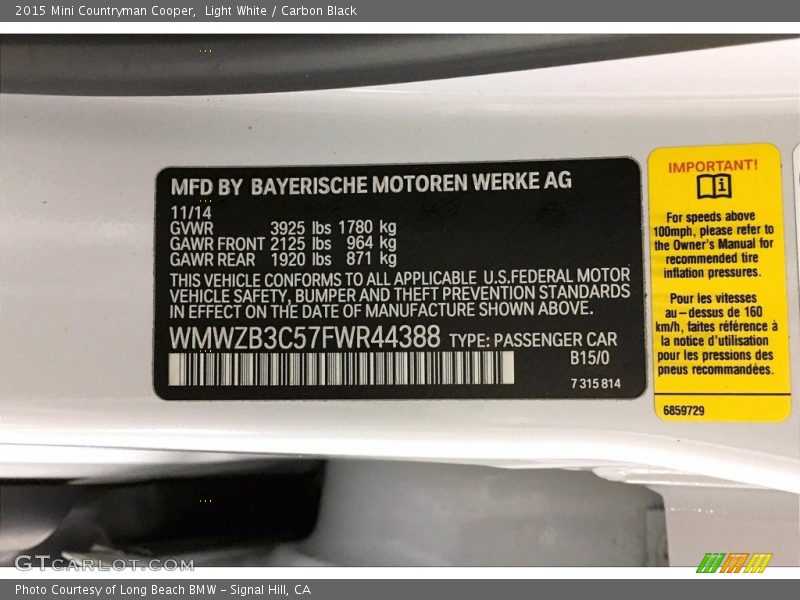 2015 Mini Countryman Cooper,  Light White / Carbon Black
MFD BY BAYERISCHE MOTOREN WERKE AG
11/14
GVWR 3925 lbs 1780 kg
GAWR FRONT 2125 lbs 964 kg
GAWR REAR 1920 lbs 871 kg
THIS VEHICLE CONFORMS TO ALL APPLICABLE U.S.FEDERAL MOTOR
VEHICLE SAFETY, BUMPER AND THEFT PREVENTION STANDARDS
IN EFFECT ON THE DATE OF MANUFACTURE SHOWN ABOVE.
WMWZB3C57FWR44388 TYPE: PASSENGER CAR
B15/0
7 315 814
IMPORTANT!
For speeds above
100mph, please refer to
the Owner's Manual for
recommended tire
inflation pressures.
Pour les vitesses
au-dessus de 160
km/h, faites référence à
la notice d'utilisation
pour les pressions des
pneus recommandées.
6859729
GTCARLOT.COM
Photo Courtesy of Long Beach BMW - Signal Hill, CA